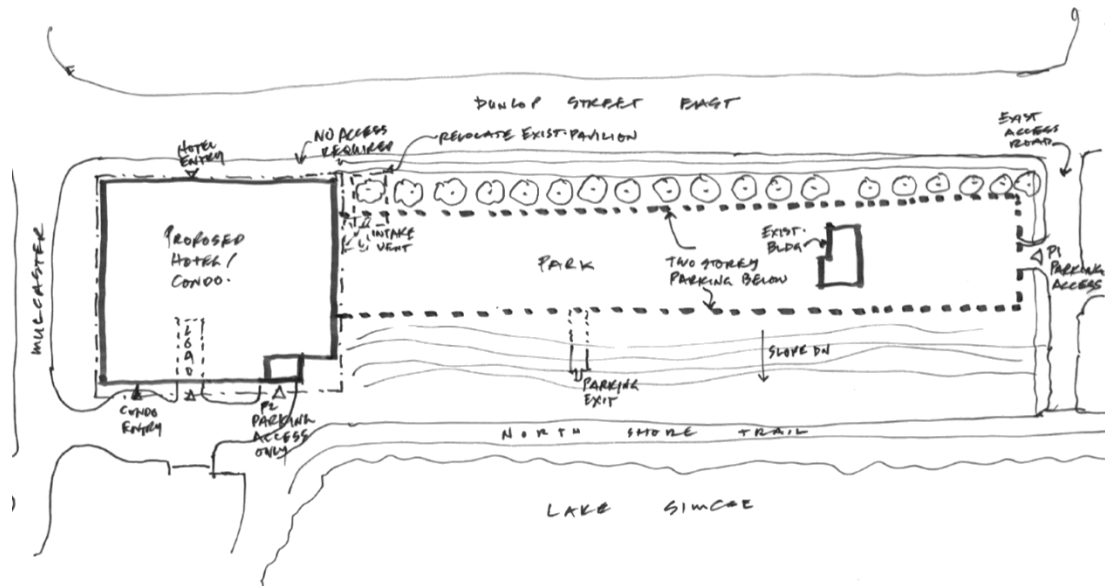 DUNLOP STREET EAST
HOTEL
ENTRY
NO ACCESS
REQUIRED
RELOCATE EXIST. PAVILION
EXIST
ACCESS
ROAD
MULCASTER
PROPOSED
HOTEL/
CONDO.
INTAKE
VENT
PARK
TWO STOREY
PARKING BELOW
EXIST.
BLDG
P1
PARKING
ACCESS
LOAD
SLOPE DN
CONDO
ENTRY
P2
PARKING
ACCESS
ONLY
PARKING
EXIT
NORTH SHORE TRAIL
LAKE SIMCOE